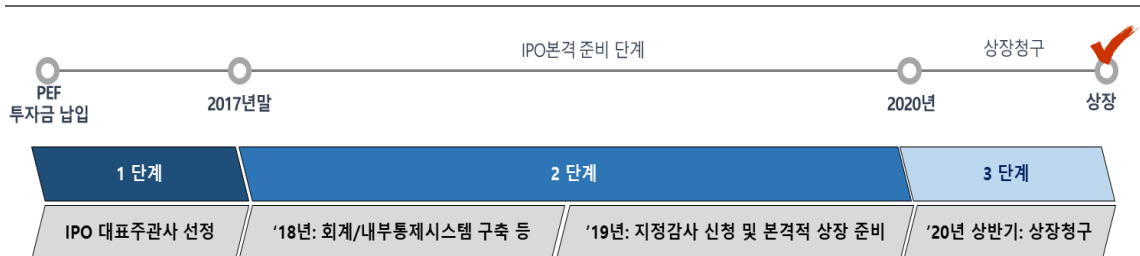 IPO본격 준비 단계
상장청구
PEF
투자금 납입
2017년말
2020년
상장
1 단계
2 단계
3 단계
IPO 대표주관사 선정
‘18년: 회계/내부통제시스템 구축 등
‘19년: 지정감사 신청 및 본격적 상장 준비
‘20년 상반기: 상장청구